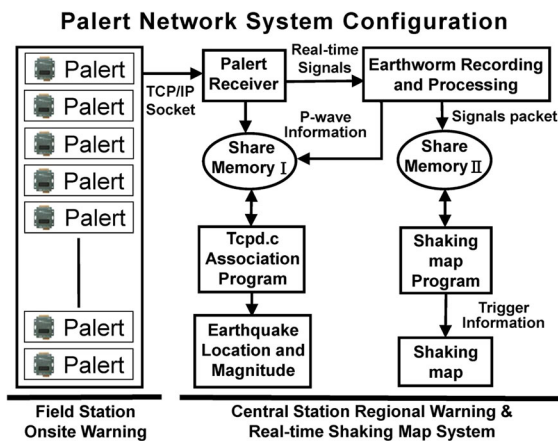 Palert Network System Configuration
Palert
Palert
Palert
Palert
Palert
Palert
Palert
TCP/IP
Socket
Palert
Receiver
Real-time
Signals
Earthworm Recording
and Processing
P-wave
Information
Signals packet
Share
Memory Ⅰ
Share
Memory Ⅱ
Tcpd.c
Association
Program
Shaking
map
Program
Trigger
Information
Earthquake
Location and
Magnitude
Shaking
map
Field Station
Onsite Warning
Central Station Regional Warning &
Real-time Shaking Map System